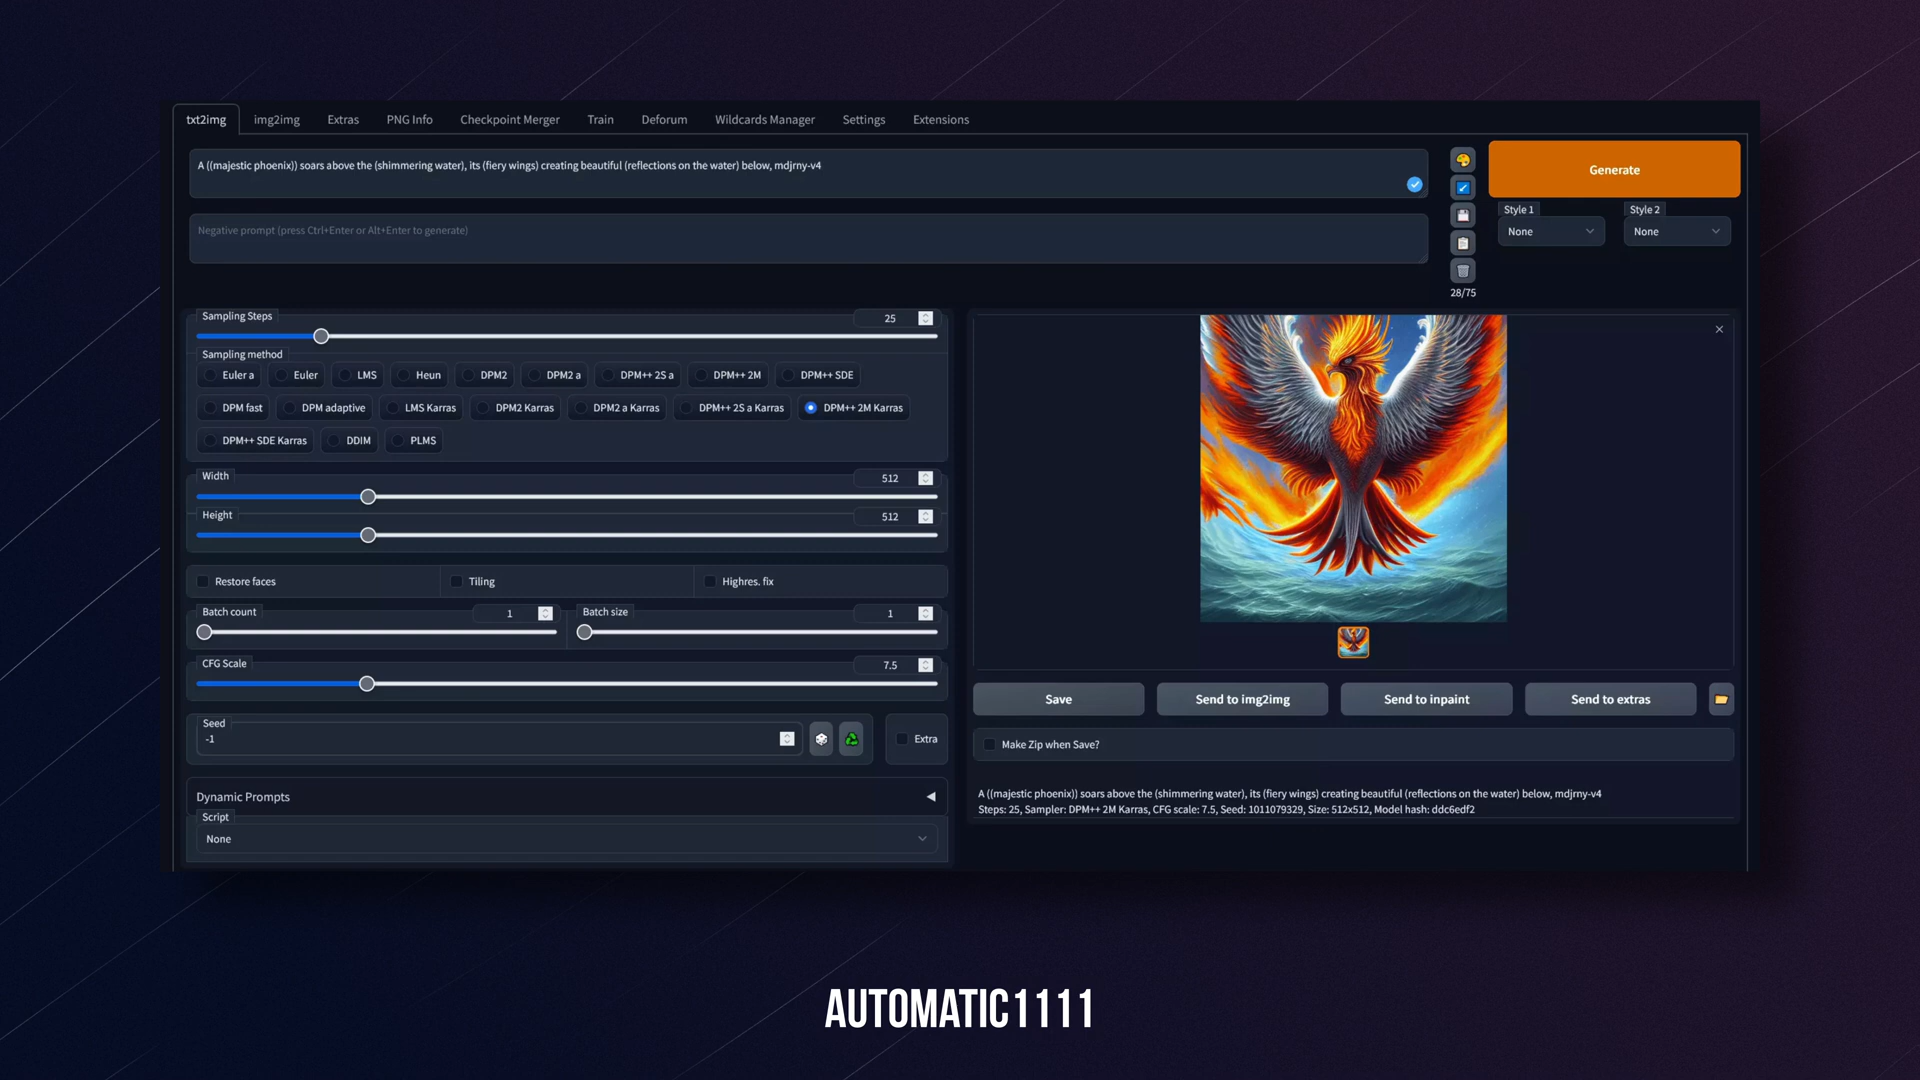 txt2img img2img Extras PNG Info Checkpoint Merger Train Deforum Wildcards Manager Settings Extensions
A ((majestic phoenix)) soars above the (shimmering water), its (fiery wings) creating beautiful (reflections on the water) below, mdjrny-v4
Generate
Style 1 Style 2
None None
Negative prompt (press Ctrl+Enter or Alt+Enter to generate)
28/75
Sampling Steps 25
Sampling method
Euler a Euler LMS Heun DPM2 DPM2 a DPM++ 2S a DPM++ 2M DPM++ SDE
DPM fast DPM adaptive LMS Karras DPM2 Karras DPM2 a Karras DPM++ 2S a Karras DPM++ 2M Karras
DPM++ SDE Karras DDIM PLMS
Width 512
Height 512
Restore faces Tiling Highres. fix
Batch count 1 Batch size 1
CFG Scale 7.5
Seed
-1
Extra
Dynamic Prompts
Script
None
Save Send to img2img Send to inpaint Send to extras
Make Zip when Save?
A ((majestic phoenix)) soars above the (shimmering water), its (fiery wings) creating beautiful (reflections on the water) below, mdjrny-v4
Steps: 25, Sampler: DPM++ 2M Karras, CFG scale: 7.5, Seed: 1011079329, Size: 512x512, Model hash: ddc6edf2
AUTOMATIC1111